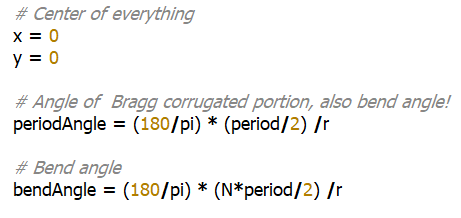 # Center of everything
x = 0
y = 0
# Angle of  Bragg corrugated portion, also bend angle!
periodAngle = (180/pi) * (period/2) /r
# Bend angle
bendAngle = (180/pi) * (N*period/2) /r